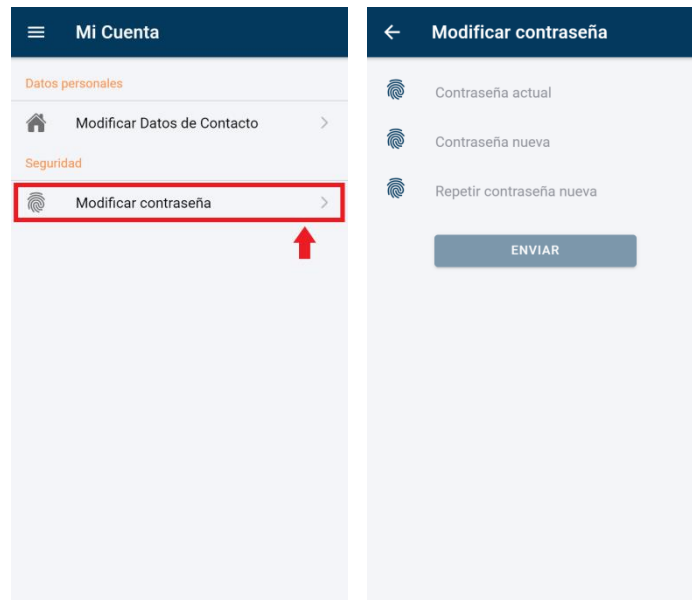 Mi Cuenta
Datos personales
Modificar Datos de Contacto
Seguridad
Modificar contraseña
Modificar contraseña
Contraseña actual
Contraseña nueva
Repetir contraseña nueva
ENVIAR